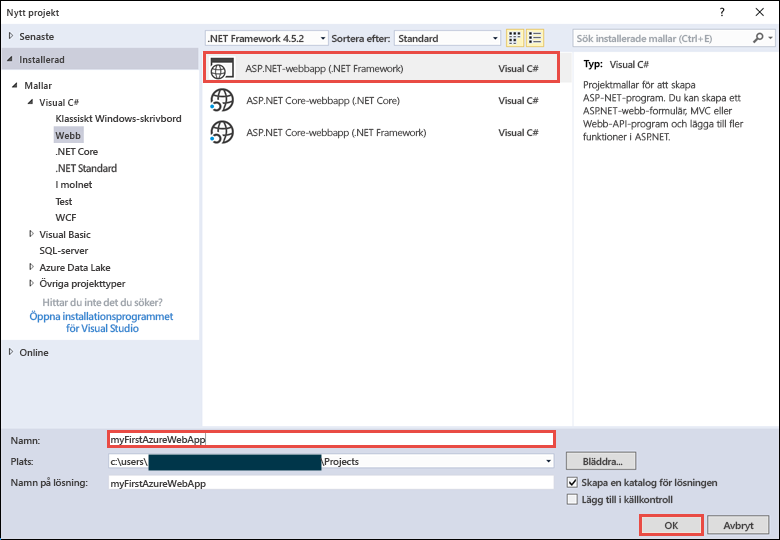 Nytt projekt
Senaste
.NET Framework 4.5.2
Sortera efter:
Standard
Sök installerade mallar (Ctrl+E)
Installerad
Mallar
Visual C#
Klassiskt Windows-skrivbord
Webb
.NET Core
.NET Standard
I molnet
Test
WCF
Visual Basic
SQL-server
Azure Data Lake
Övriga projekttyper
Hittar du inte det du söker?
Öppna installationsprogrammet
för Visual Studio
Online
ASP.NET-webbapp (.NET Framework) Visual C#
ASP.NET Core-webbapp (.NET Core) Visual C#
ASP.NET Core-webbapp (.NET Framework) Visual C#
Typ: Visual C#
Projektmallar för att skapa
ASP-NET-program. Du kan skapa ett
ASP.NET-webb-formulär, MVC eller
Webb-API-program och lägga till fler
funktioner i ASP.NET.
Namn: myFirstAzureWebApp
Plats: c:\users\ \Projects
Bläddra...
Namn på lösning: myFirstAzureWebApp
Skapa en katalog för lösningen
Lägg till i källkontroll
OK
Avbryt